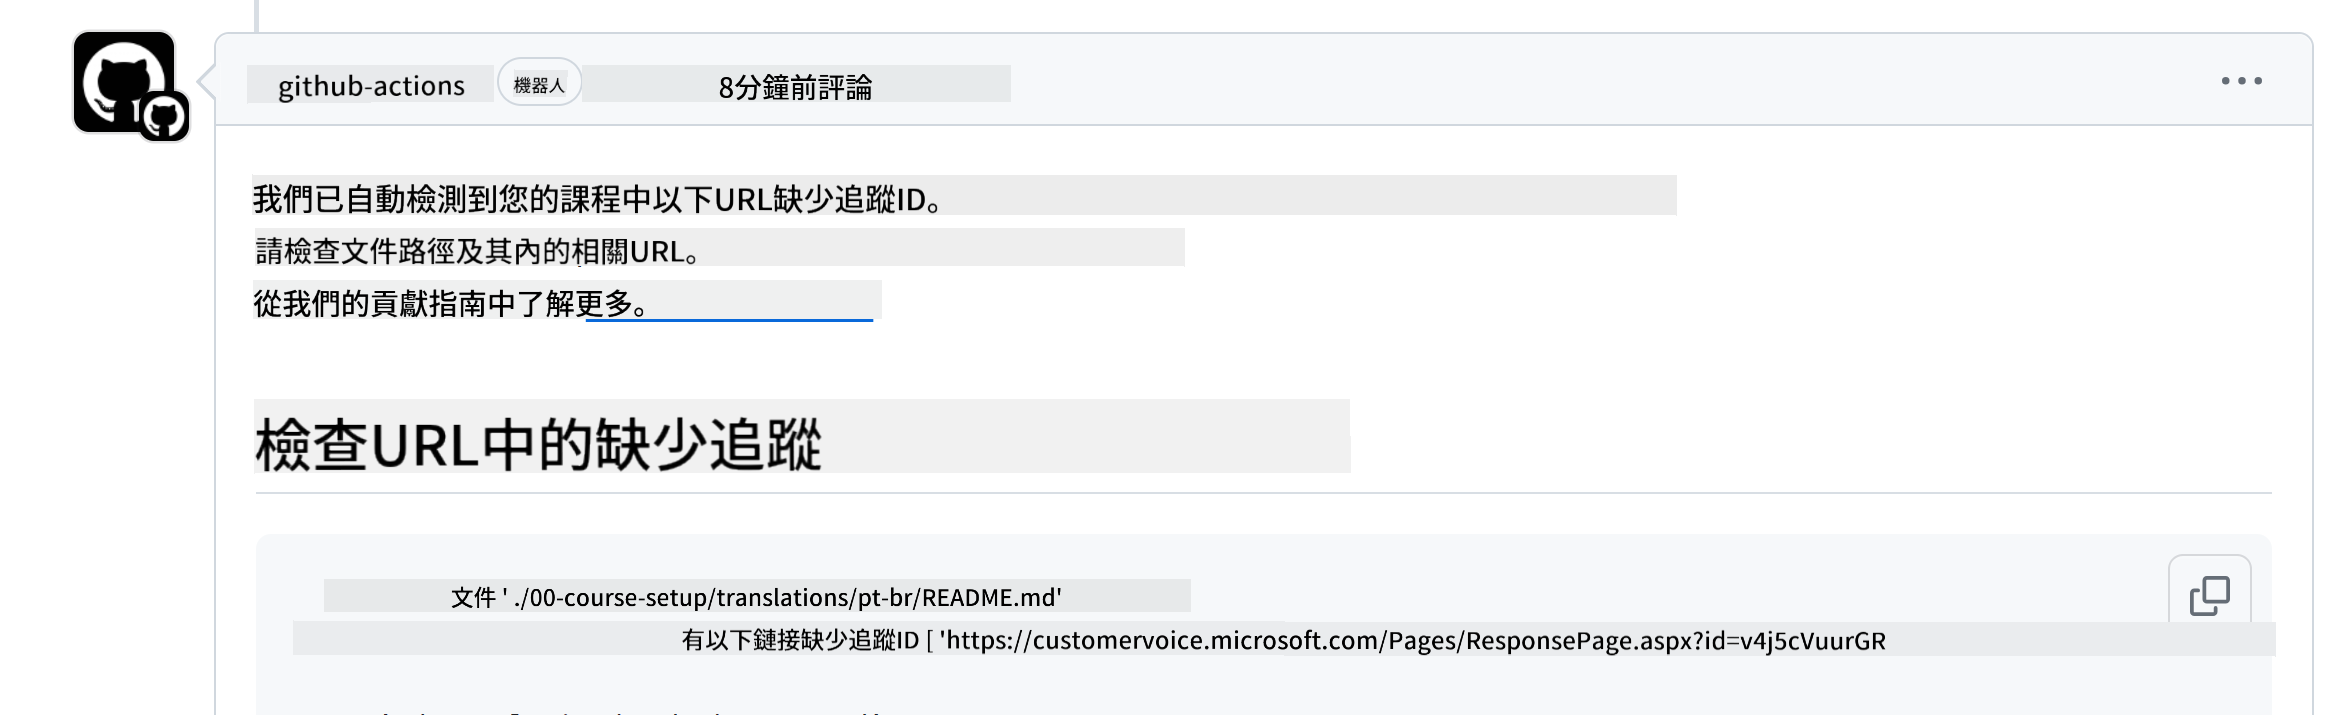 github-actions 機器人 8分鐘前評論
我們已自動檢測到您的課程中以下URL缺少追蹤ID。
請檢查文件路徑及其內的相關URL。
從我們的貢獻指南中了解更多。
檢查URL中的缺少追蹤
文件 ' ./00-course-setup/translations/pt-br/README.md'
有以下鏈接缺少追蹤ID [ 'https://customervoice.microsoft.com/Pages/ResponsePage.aspx?id=v4j5cVuurGR